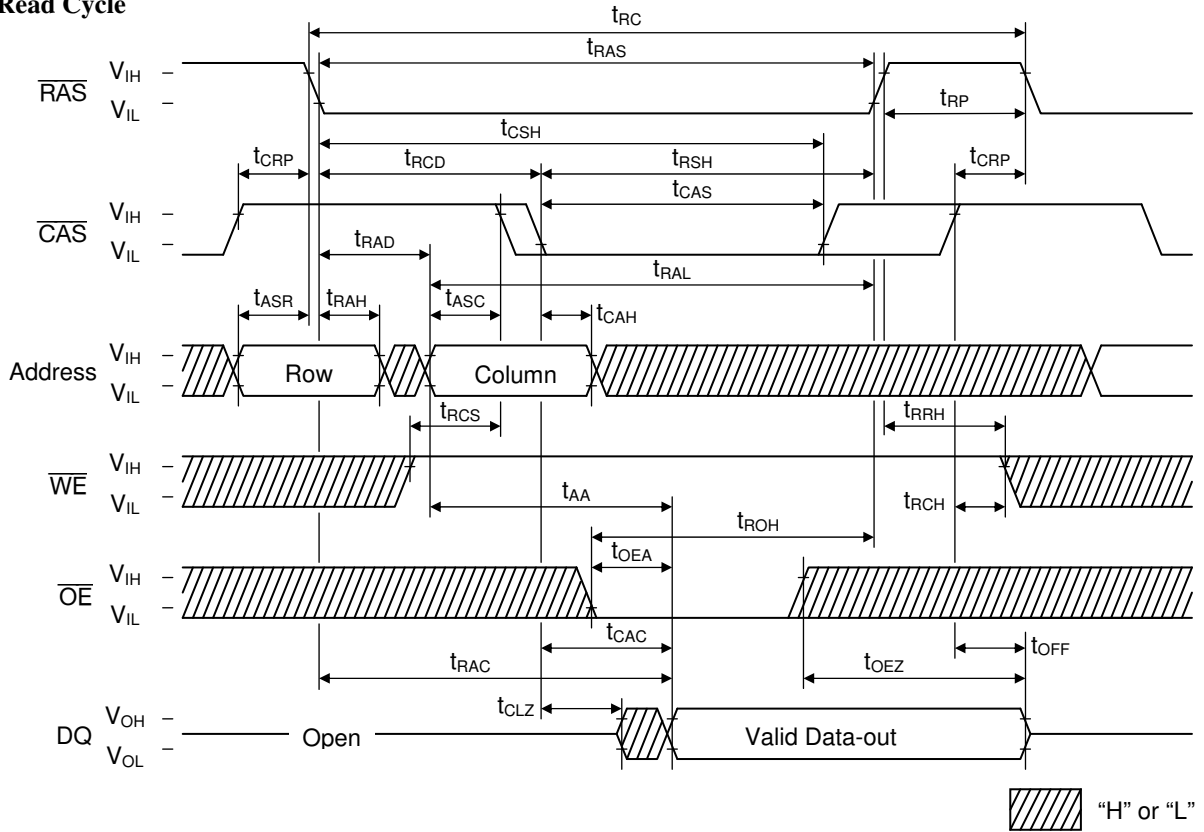 Read Cycle
tRC
tRAS
RAS
VIH
VIL
tRP
tCSH
tCRP
tRCD
tRSH
tCRP
tCAS
CAS
VIH
VIL
tRAD
tRAL
tASR
tRAH
tASC
tCAH
Address
VIH
VIL
Row
Column
tRCS
tRRH
WE
VIH
VIL
tAA
tROH
tRCH
tOEA
OE
VIH
VIL
tCAC
tOFF
tRAC
tOEZ
tCLZ
DQ
VOH
VOL
Open
Valid Data-out
“H” or “L”